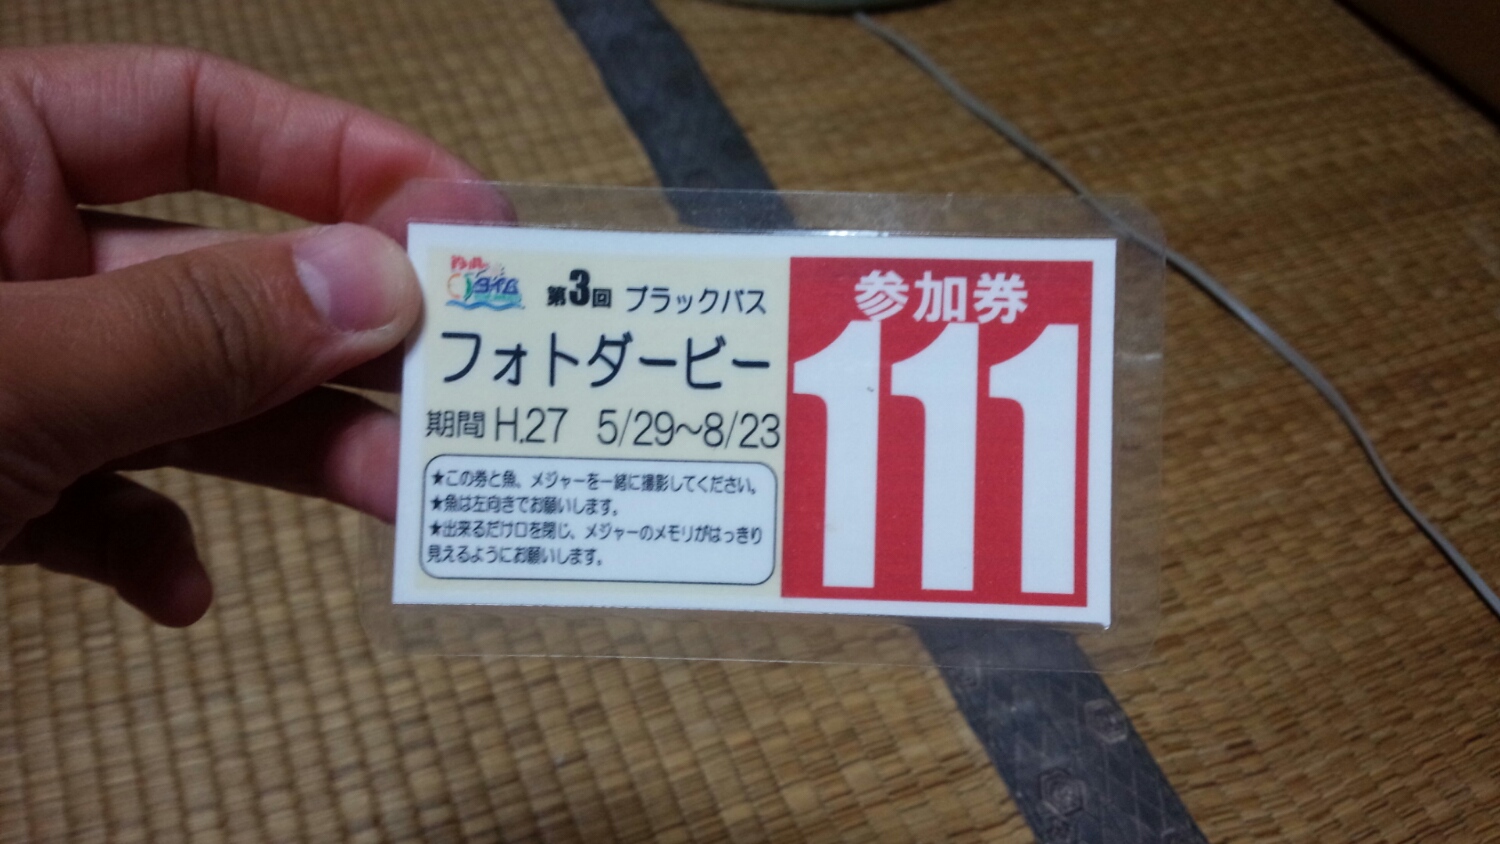 タイム
第3回 ブラックバス
フォトダービー
期間 H.27 5/29〜8/23
★この券と魚、メジャーを一緒に撮影してください。
★魚は左向きでお願いします。
★出来るだけ口を閉じ、メジャーのメモリがはっきり
見えるようにお願いします。
参加券
111